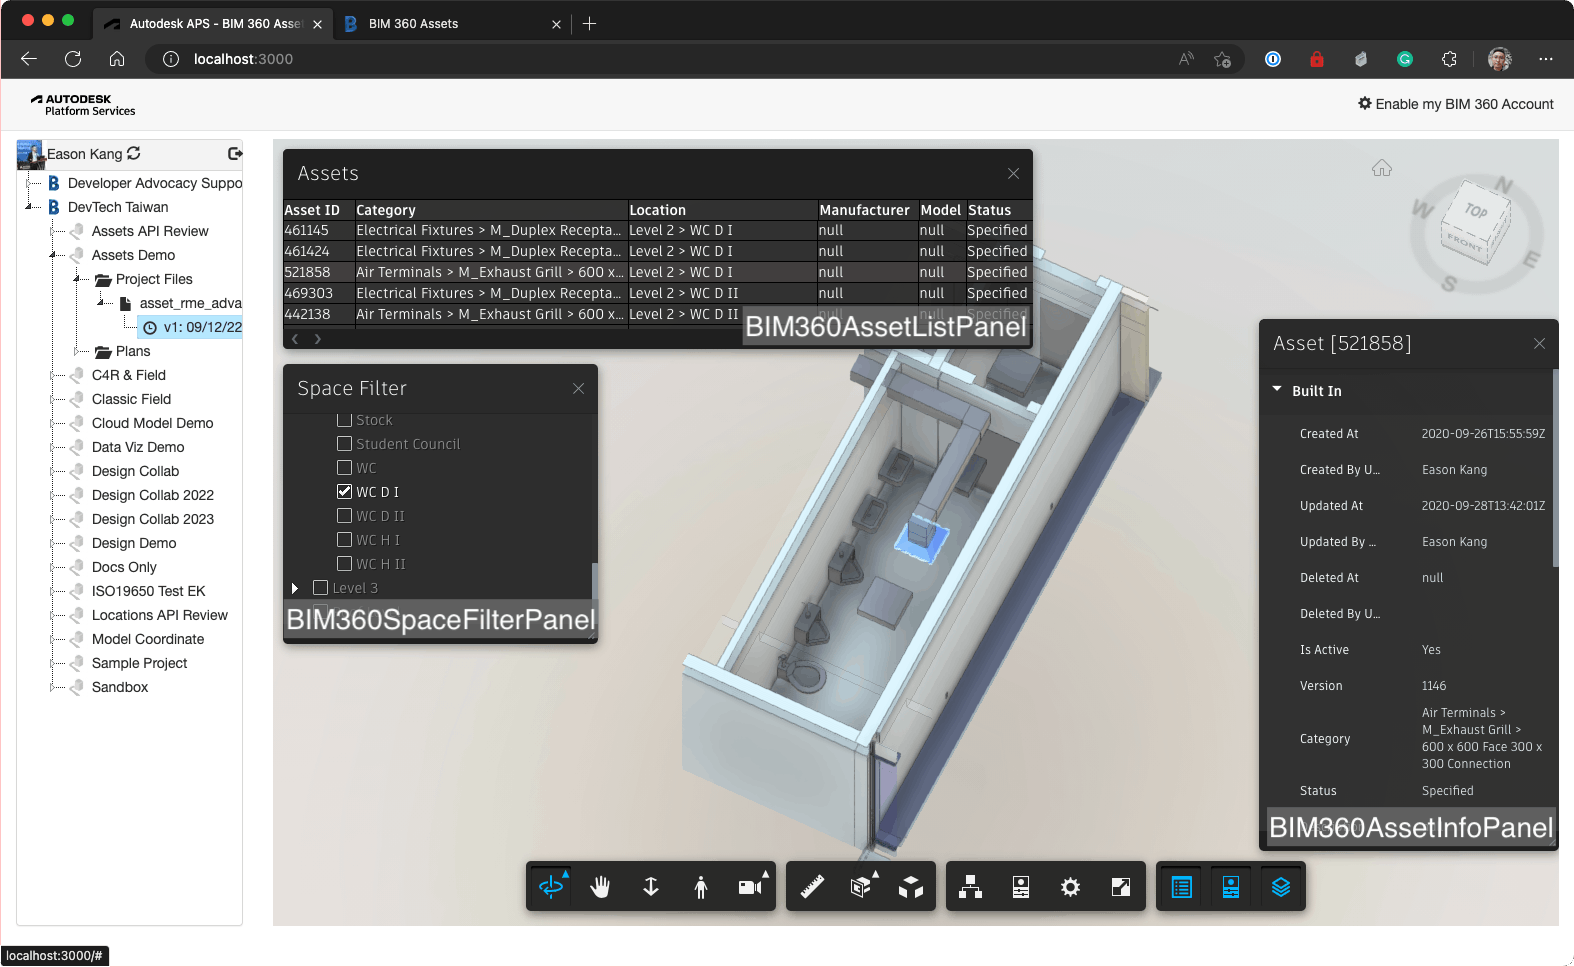 Autodesk APS - BIM 360 Asse
BIM 360 Assets
localhost:3000
AUTODESK
Platform Services
Enable my BIM 360 Account
Eason Kang
Developer Advocacy Suppo
DevTech Taiwan
Assets API Review
Assets Demo
Project Files
asset_rme_adva
v1: 09/12/22
Plans
C4R & Field
Classic Field
Cloud Model Demo
Data Viz Demo
Design Collab
Design Collab 2022
Design Collab 2023
Design Demo
Docs Only
ISO19650 Test EK
Locations API Review
Model Coordinate
Sample Project
Sandbox
Assets
Asset ID Category Location Manufacturer Model Status
461145 Electrical Fixtures > M_Duplex Recepta... Level 2 > WC D I null null Specified
461424 Electrical Fixtures > M_Duplex Recepta... Level 2 > WC D I null null Specified
521858 Air Terminals > M_Exhaust Grill > 600 x... Level 2 > WC D I null null Specified
469303 Electrical Fixtures > M_Duplex Recepta... Level 2 > WC D II null null Specified
442138 Air Terminals > M_Exhaust Grill > 600 x... Level 2 > WC D II null null Specified
BIM360AssetListPanel
Space Filter
Stock
Student Council
WC
WC D I
WC D II
WC H I
WC H II
Level 3
BIM360SpaceFilterPanel
N
W
TOP
FRONT
E
S
Asset [521858]
Built In
Created At 2020-09-26T15:55:59Z
Created By U... Eason Kang
Updated At 2020-09-28T13:42:01Z
Updated By ... Eason Kang
Deleted At null
Deleted By U...
Is Active Yes
Version 1146
Category Air Terminals >
M_Exhaust Grill >
600 x 600 Face 300 x
300 Connection
Status Specified
BIM360AssetInfoPanel
localhost:3000/#